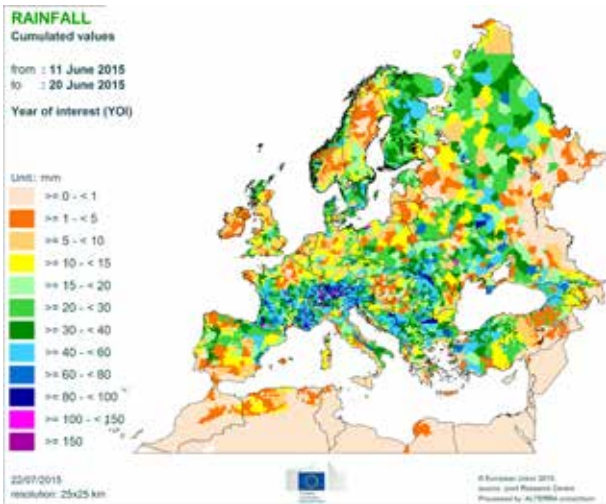 RAINFALL
Cumulated values
from : 11 June 2015
to : 20 June 2015
Year of interest (YOI)
Unit: mm
>= 0 - < 1
>= 1 - < 5
>= 5 - < 10
>= 10 - < 15
>= 15 - < 20
>= 20 - < 30
>= 30 - < 40
>= 40 - < 60
>= 60 - < 80
>= 80 - < 100
>= 100 - < 150
>= 150
22/07/2015
resolution: 25x25 km
© European Union 2015
source: Joint Research Centre
Processed by: ALTERRA consortium